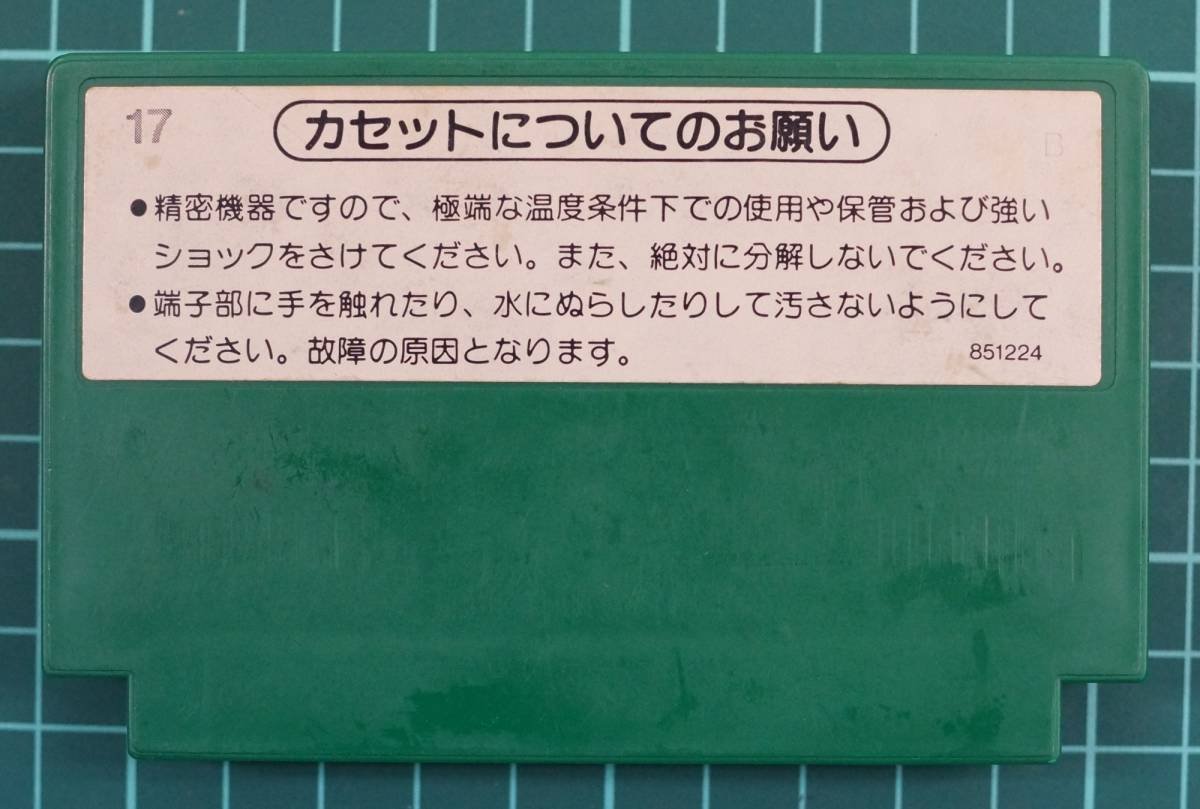 17
カセットについてのお願い
B
●精密機器ですので、極端な温度条件下での使用や保管および強い
ショックをさけてください。また、絶対に分解しないでください。
●端子部に手を触れたり、水にぬらしたりして汚さないようにして
ください。故障の原因となります。
851224